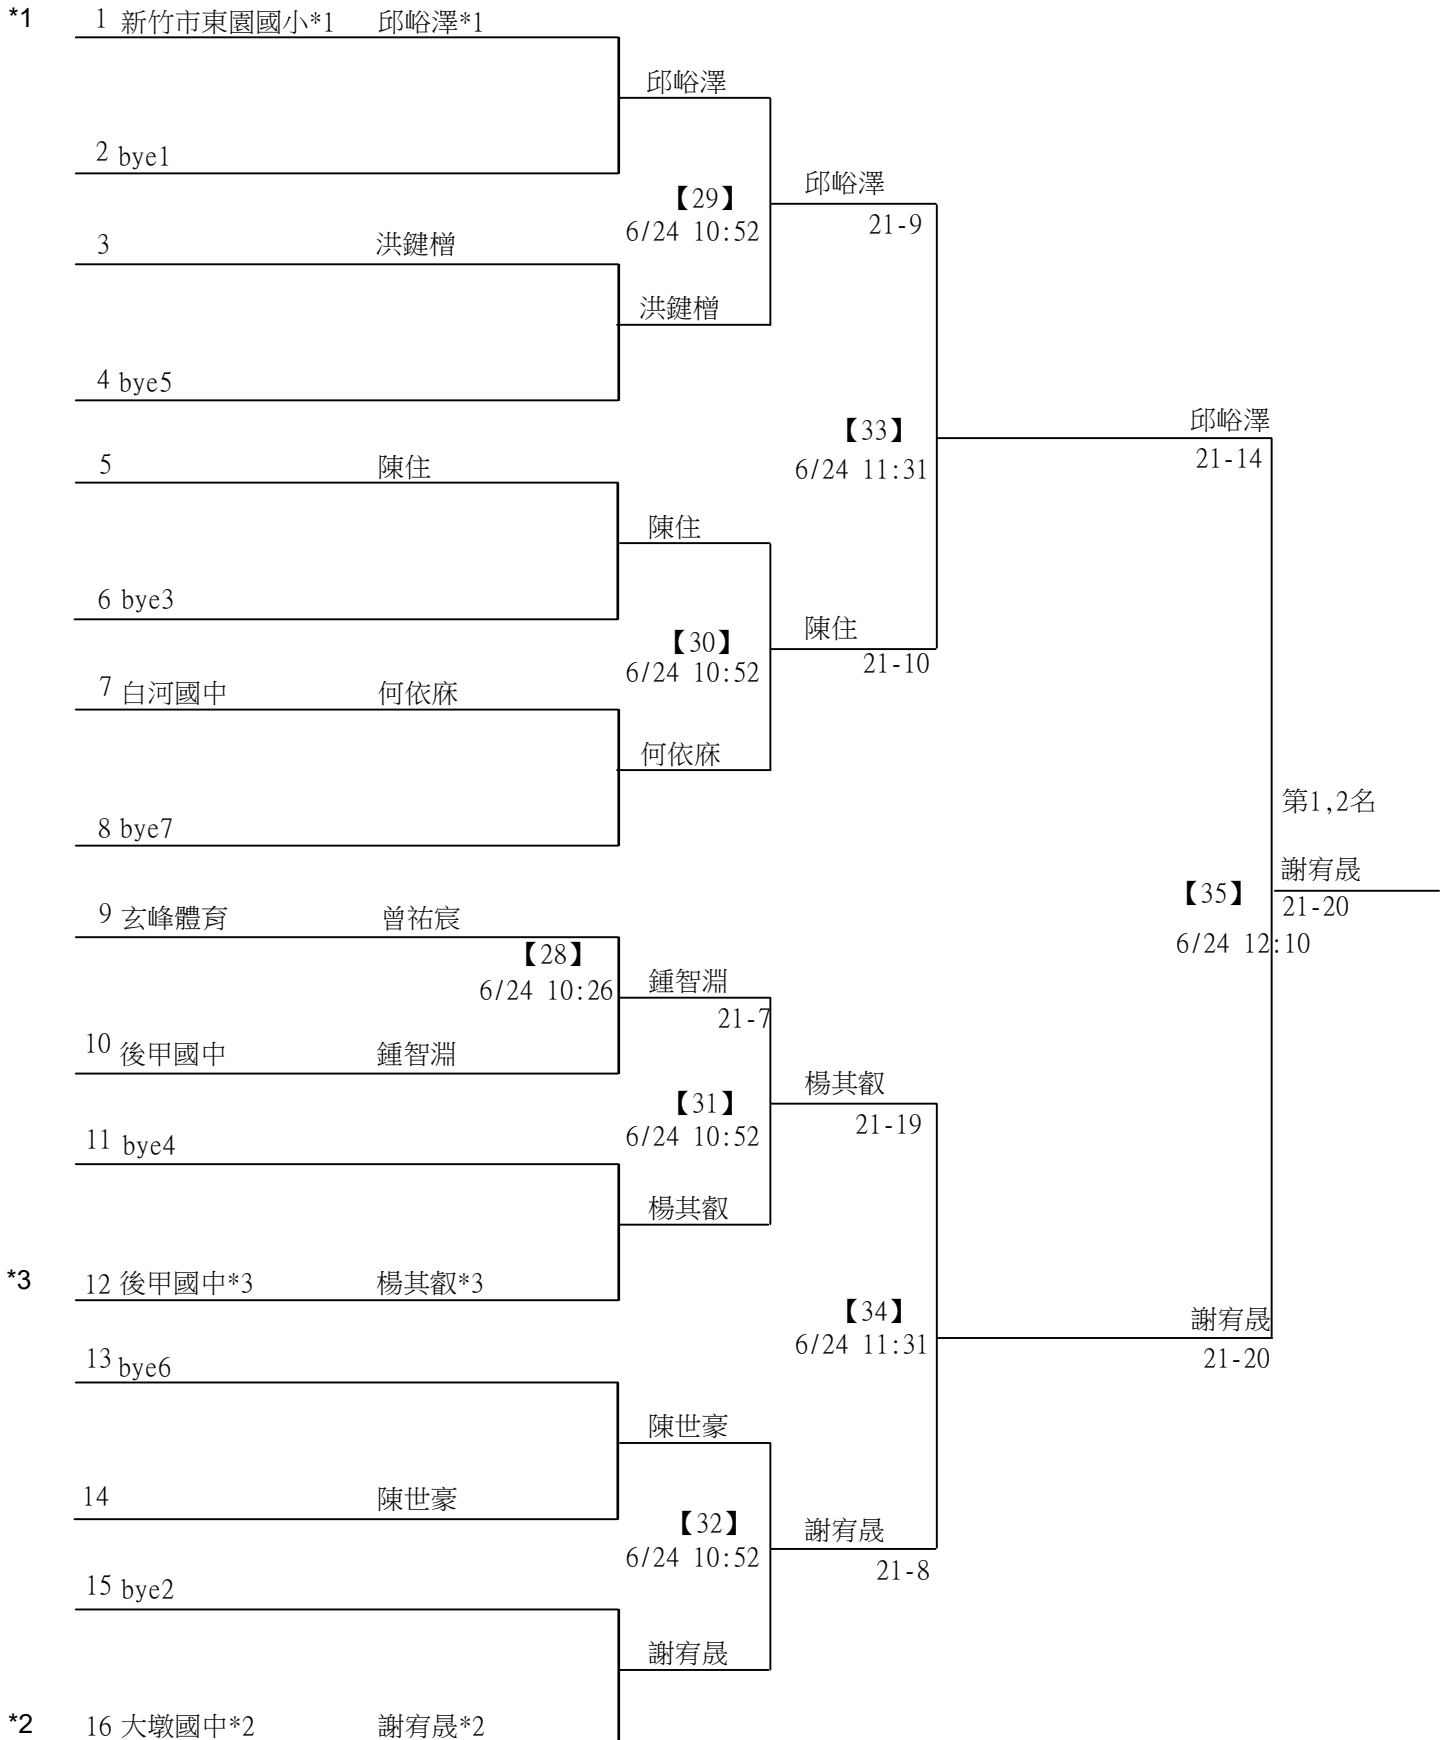 *1 1 新竹市東園國小*1 邱峪澤*1
邱峪澤
2 bye1
邱峪澤
【29】
21-9
6/24 10:52
3 洪鍵橧
洪鍵橧
4 bye5
邱峪澤
【33】
21-14
6/24 11:31
5 陳住
陳住
6 bye3
陳住
【30】
21-10
6/24 10:52
7 白河國中 何依庥
何依庥
第1,2名
8 bye7
謝宥晟
【35】
21-20
6/24 12:10
9 玄峰體育 曾祐宸
【28】
鍾智淵
6/24 10:26
21-7
10 後甲國中 鍾智淵
楊其叡
【31】
21-19
6/24 10:52
11 bye4
楊其叡
*3 12 後甲國中*3 楊其叡*3
【34】
謝宥晟
6/24 11:31
21-20
13 bye6
陳世豪
14 陳世豪
【32】
謝宥晟
6/24 10:52
21-8
15 bye2
謝宥晟
*2 16 大墩國中*2 謝宥晟*2